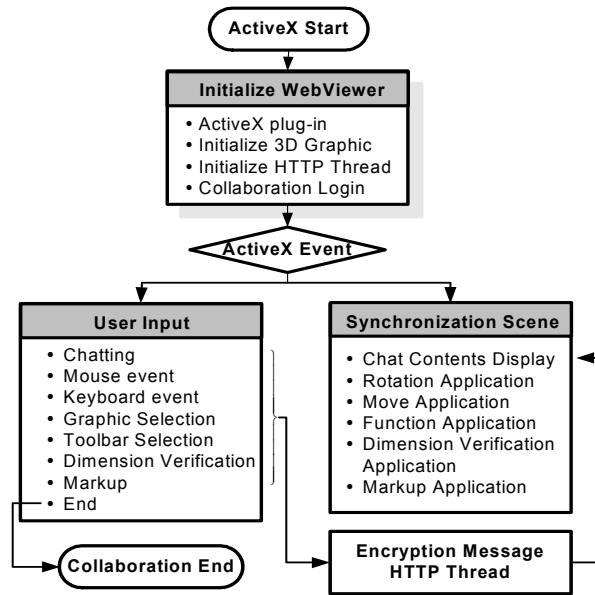 ActiveX Start
Initialize WebViewer
• ActiveX plug-in
• Initialize 3D Graphic
• Initialize HTTP Thread
• Collaboration Login
ActiveX Event
User Input
• Chatting
• Mouse event
• Keyboard event
• Graphic Selection
• Toolbar Selection
• Dimension Verification
• Markup
• End
Synchronization Scene
• Chat Contents Display
• Rotation Application
• Move Application
• Function Application
• Dimension Verification
Application
• Markup Application
Collaboration End
Encryption Message
HTTP Thread